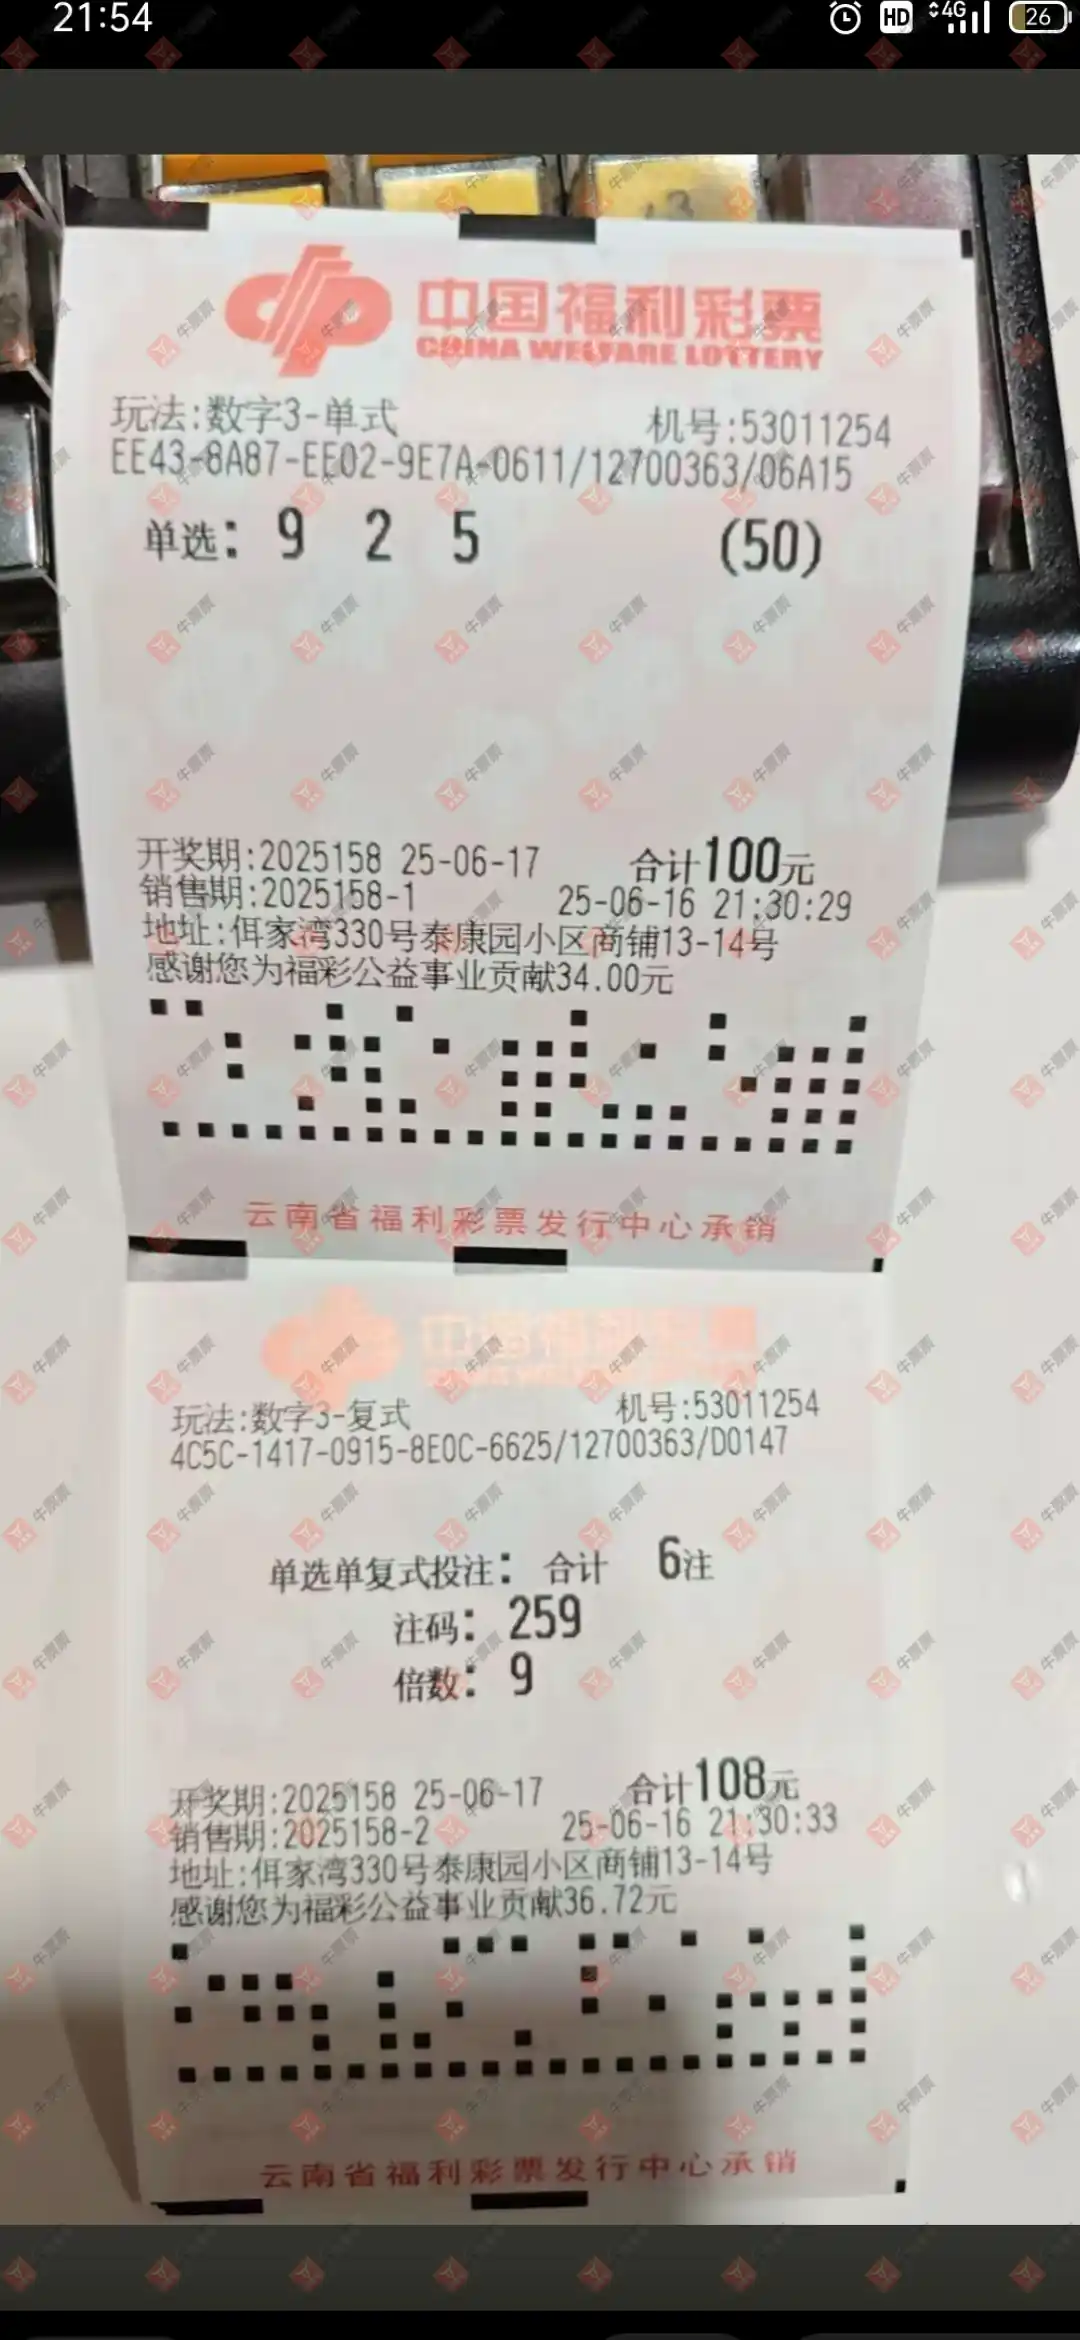 21:54
HD 4G 26
中国福利彩票
CHINA WELFARE LOTTERY
玩法:数字3-单式 机号:53011254
EE43-8A87-EE02-9E7A-0611/12700363/06A15
单选: 9 2 5 (50)
开奖期:2025158 25-06-17 合计100元
销售期:2025158-1 25-06-16 21:30:29
地址:佴家湾330号泰康园小区商铺13-14号
感谢您为福彩公益事业贡献34.00元
云南省福利彩票发行中心承销
玩法:数字3-复式 机号:53011254
4C5C-1417-0915-8E0C-6625/12700363/D0147
单选单复式投注: 合计 6注
注码: 259
倍数: 9
开奖期:2025158 25-06-17 合计108元
销售期:2025158-2 25-06-16 21:30:33
地址:佴家湾330号泰康园小区商铺13-14号
感谢您为福彩公益事业贡献36.72元
云南省福利彩票发行中心承销
牛票票